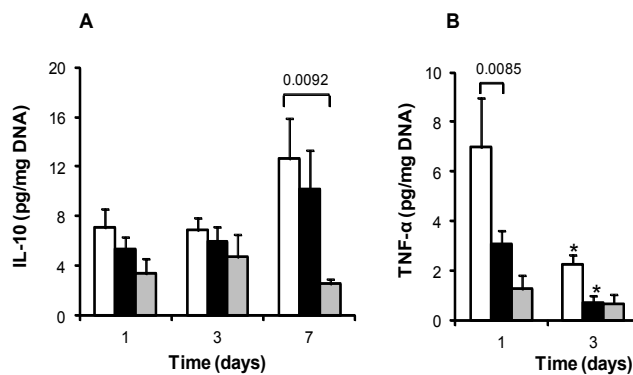 A
IL-10 (pg/mg DNA)
20
16
12
8
4
0
0.0092
1 3 7
Time (days)
B
TNF-α (pg/mg DNA)
10
8
6
4
2
0
0.0085
*
*
1 3
Time (days)